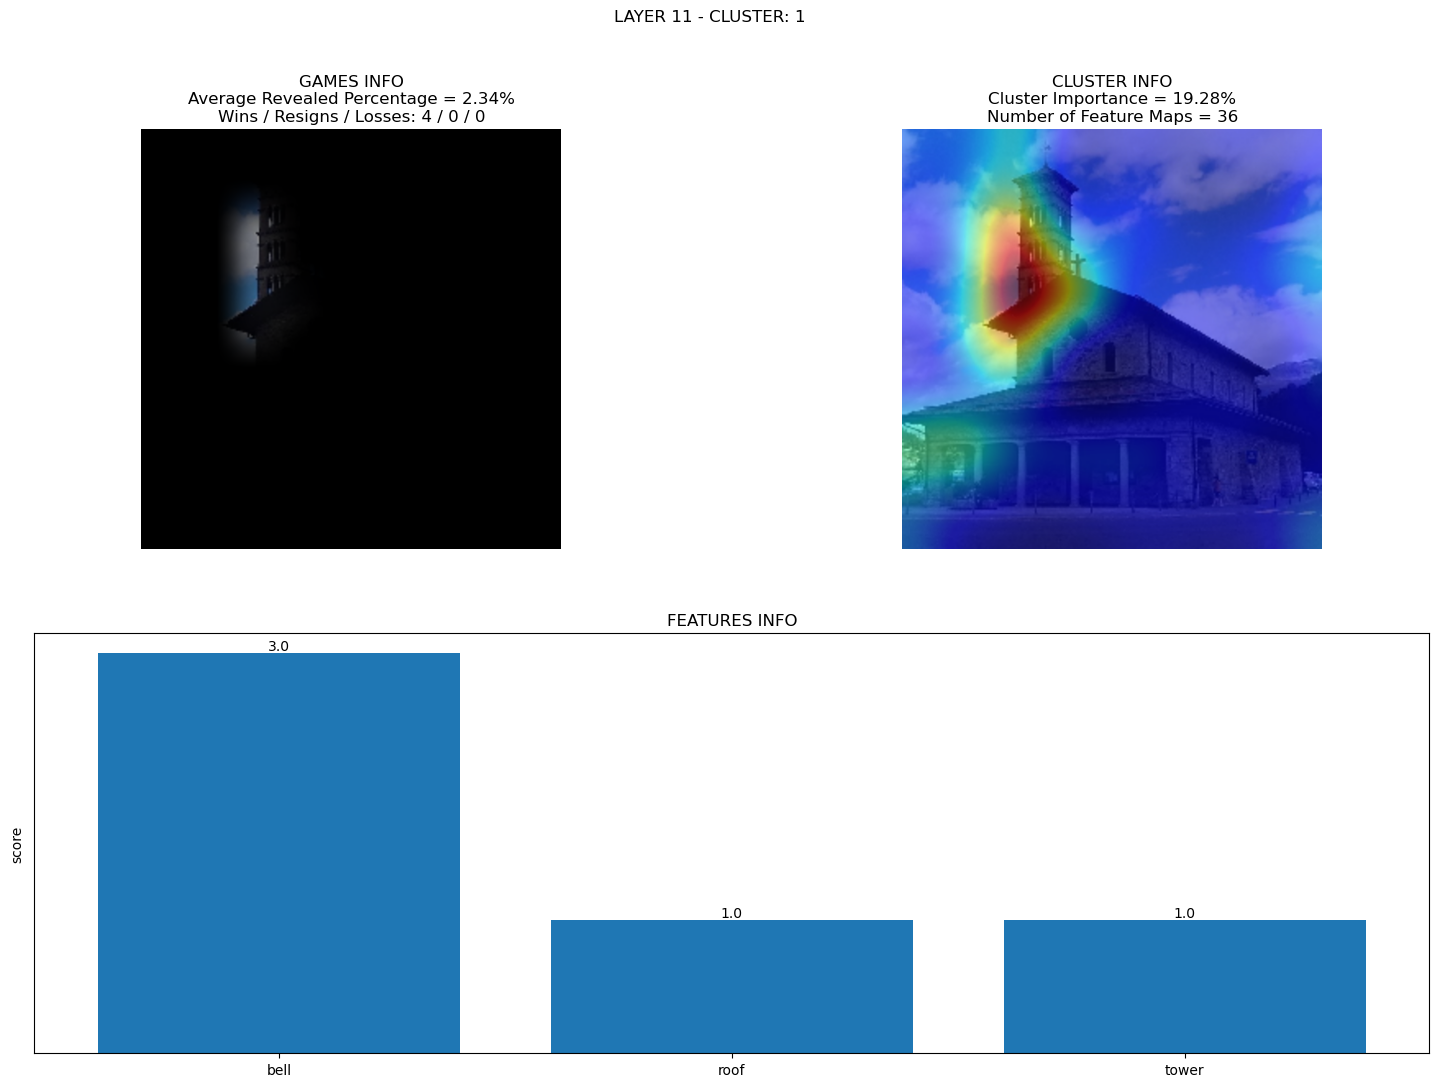 LAYER 11 - CLUSTER: 1
GAMES INFO
Average Revealed Percentage = 2.34%
Wins / Resigns / Losses: 4 / 0 / 0
CLUSTER INFO
Cluster Importance = 19.28%
Number of Feature Maps = 36
FEATURES INFO
score
3.0
1.0
1.0
bell
roof
tower